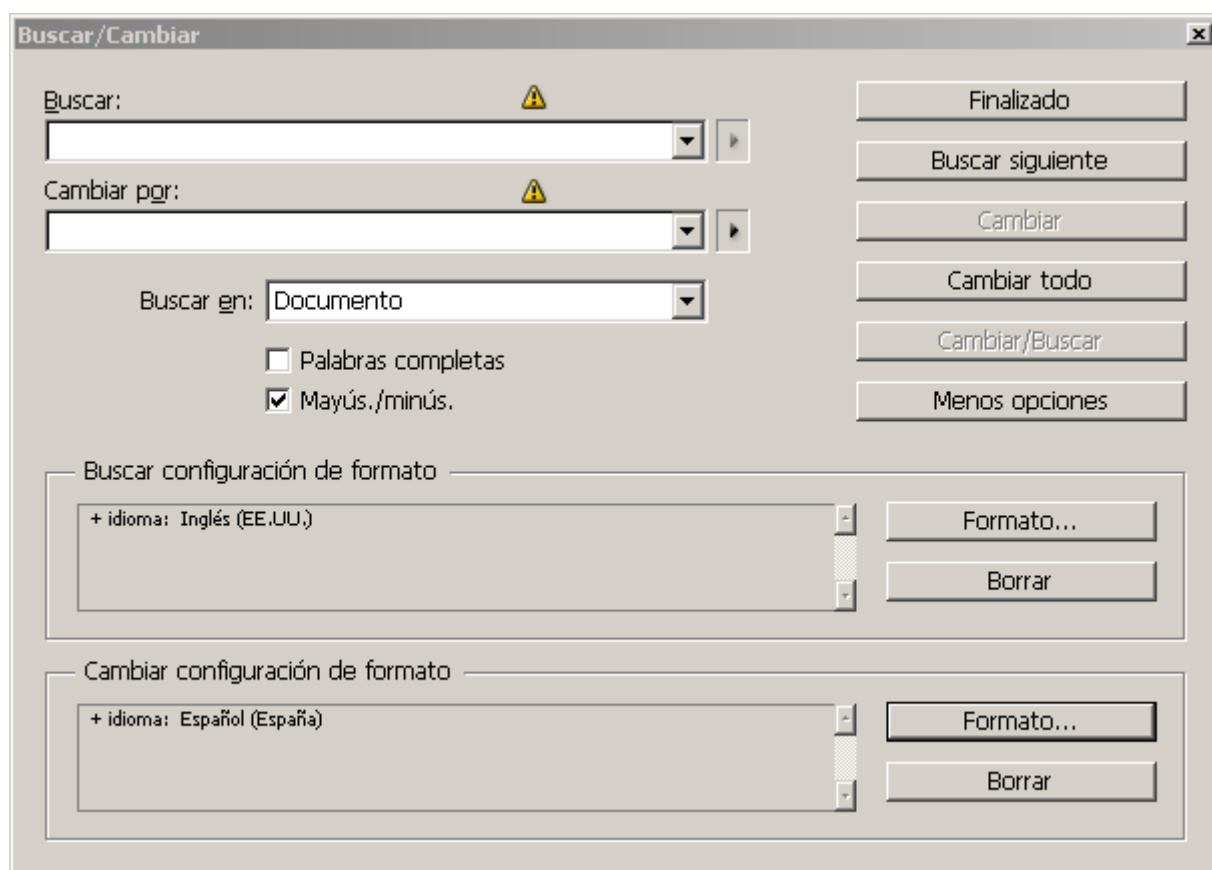 Buscar/Cambiar
Buscar:
Finalizado
Buscar siguiente
Cambiar por:
Cambiar
Buscar en: Documento
Cambiar todo
Palabras completas
Cambiar/Buscar
Mayús./minús.
Menos opciones
Buscar configuración de formato
+ idioma: Inglés (EE.UU.)
Formato...
Borrar
Cambiar configuración de formato
+ idioma: Español (España)
Formato...
Borrar